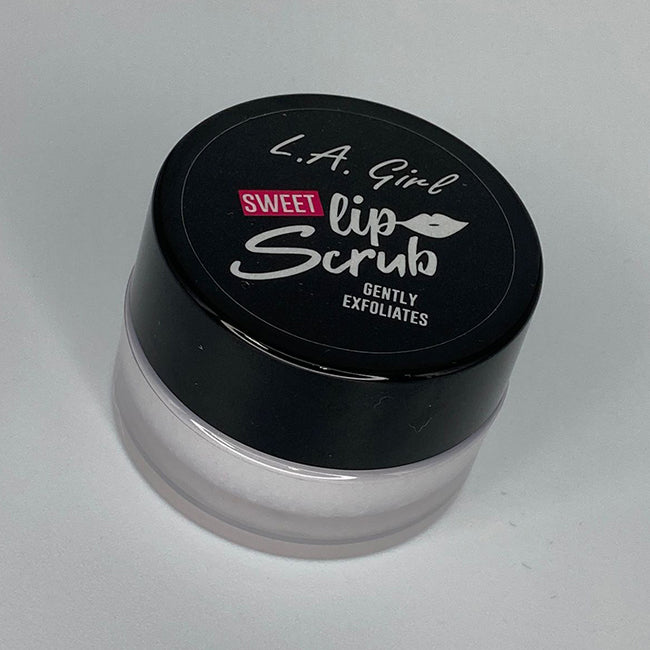 L.A. Girl
SWEET lip
Scrub
GENTLY
EXFOLIATES